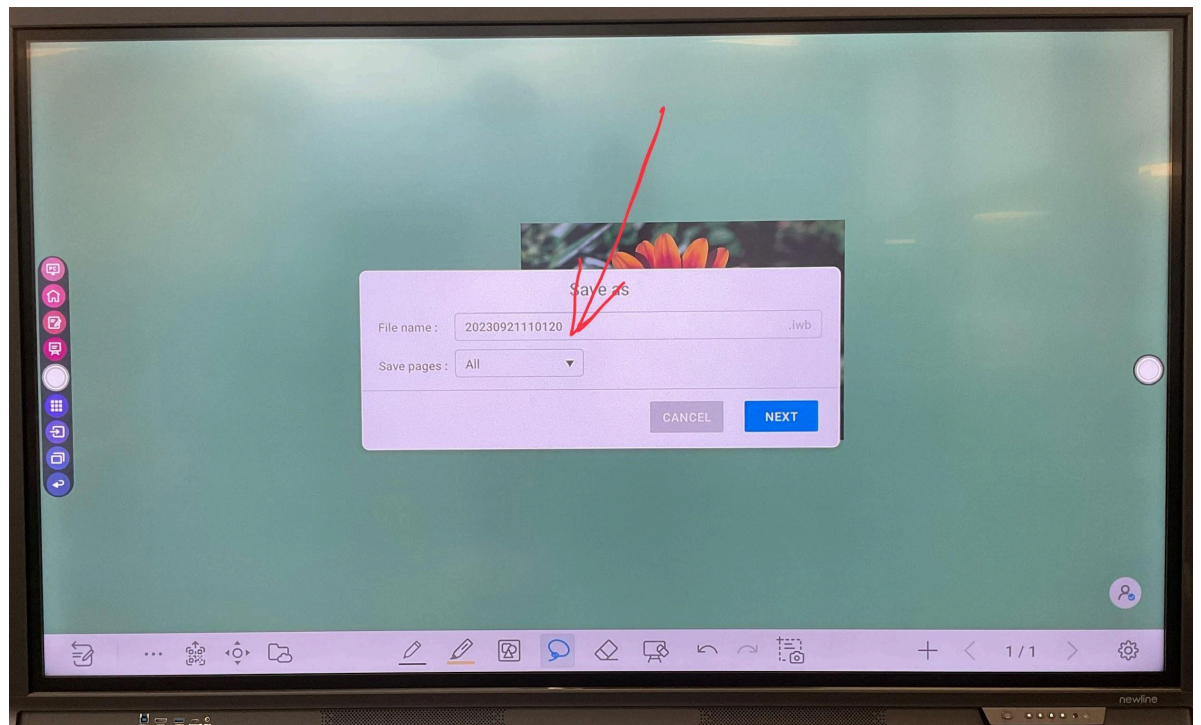 Save as
File name : 20230921110120 .iwb
Save pages : All
CANCEL NEXT
1/1
newline